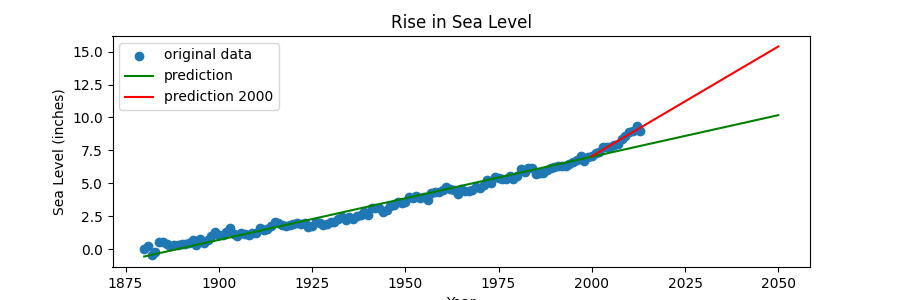 Rise in Sea Level
original data
prediction
prediction 2000
Sea Level (inches)
15.0
12.5
10.0
7.5
5.0
2.5
0.0
1875 1900 1925 1950 1975 2000 2025 2050
Year